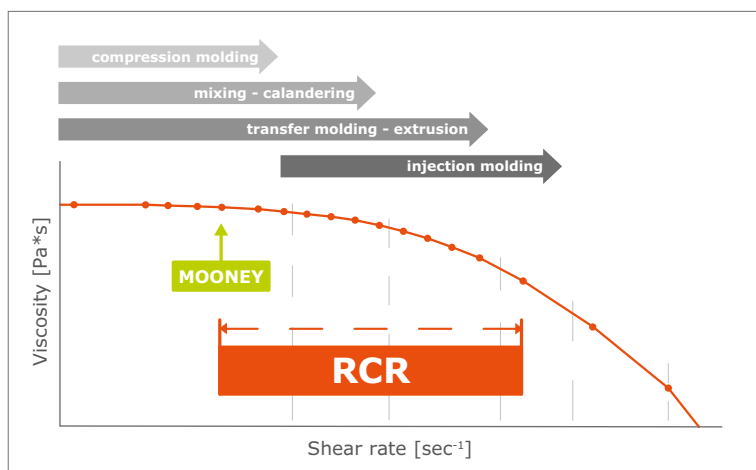 compression molding
mixing - calandering
transfer molding - extrusion
injection molding
Viscosity [Pa*s]
MOONEY
RCR
Shear rate [sec⁻¹]